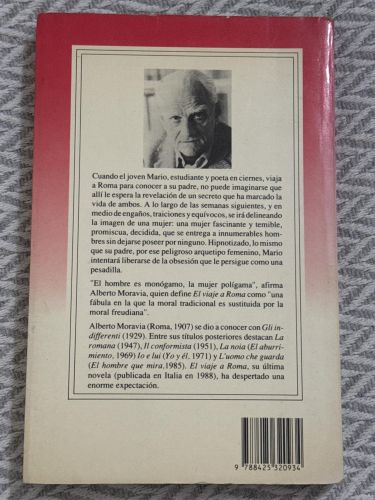 Cuando el joven Mario, estudiante y poeta en ciernes, viaja
a Roma para conocer a su padre, no puede imaginarse que
allí le espera la revelación de un secreto que ha marcado la
vida de ambos. A lo largo de las semanas siguientes, y en
medio de engaños, traiciones y equívocos, se irá delineando
la imagen de una mujer: una mujer fascinante y temible,
promiscua, decidida, que se entrega a innumerables hom-
bres sin dejarse poseer por ninguno. Hipnotizado, lo mismo
que su padre, por ese peligroso arquetipo femenino, Mario
intentará liberarse de la obsesión que le persigue como una
pesadilla.
"El hombre es monógamo, la mujer polígama", afirma
Alberto Moravia, quien define El viaje a Roma como "una
fábula en la que la moral tradicional es sustituida por la
moral freudiana".
Alberto Moravia (Roma, 1907) se dio a conocer con Gli in-
differenti (1929). Entre sus títulos posteriores destacan La
romana (1947), Il conformista (1951), La noia (El aburri-
miento, 1969) Io e lui (Yo y él, 1971) y L'uomo che guarda
(El hombre que mira,1985). El viaje a Roma, su última
novela (publicada en Italia en 1988), ha despertado una
enorme expectación.
9 788425 320934